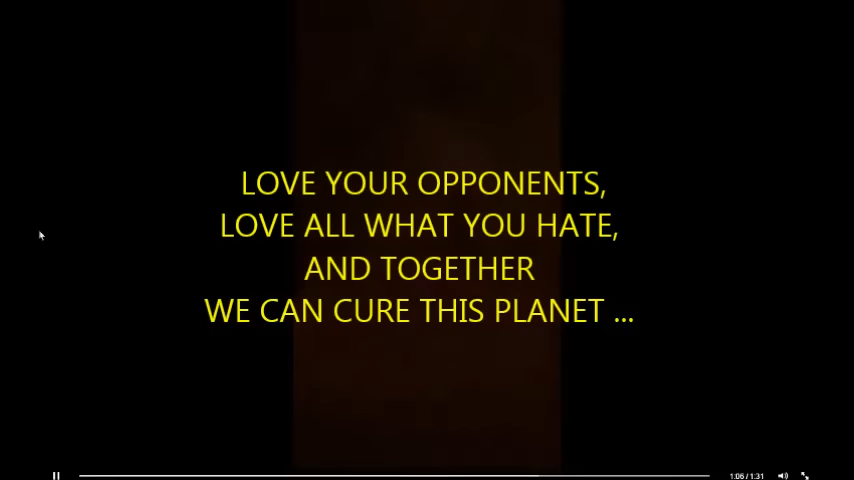 LOVE YOUR OPPONENTS,
LOVE ALL WHAT YOU HATE,
AND TOGETHER
WE CAN CURE THIS PLANET ...
1:06 / 1:31